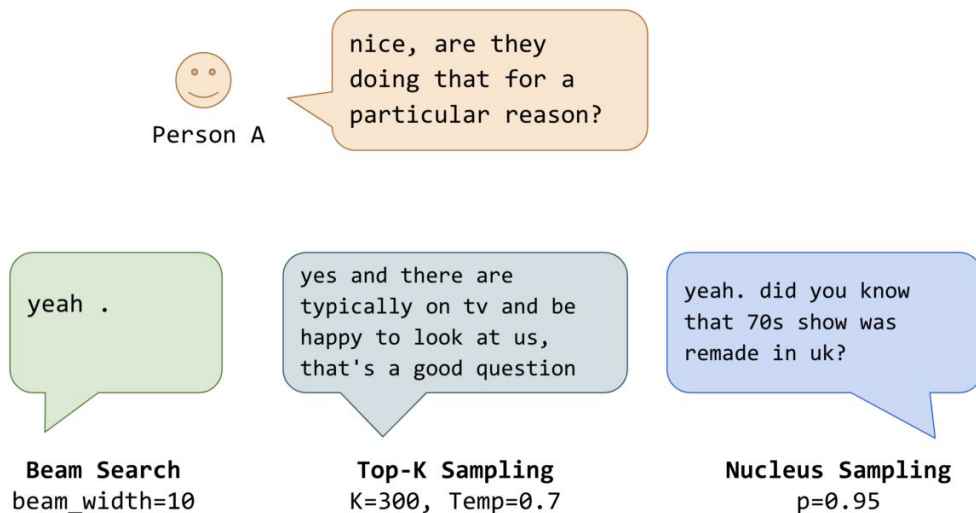 nice, are they
doing that for a
particular reason?
Person A
yeah .
yes and there are
typically on tv and be
happy to look at us,
that's a good question
yeah. did you know
that 70s show was
remade in uk?
Beam Search
beam_width=10
Top-K Sampling
K=300, Temp=0.7
Nucleus Sampling
p=0.95